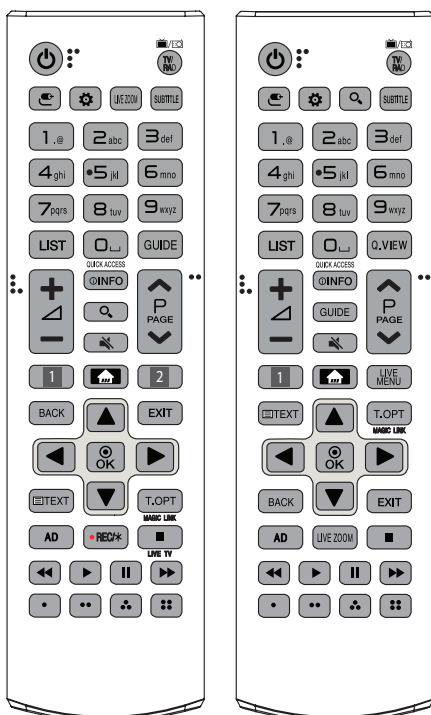 TV/
RAD
LIVE ZOOM SUBTITLE
1.@ 2abc 3def
4ghi 5jkl 6mno
7pqrs 8tuv 9wxyz
LIST 0 GUIDE
QUICK ACCESS
INFO
P
PAGE
1 2
BACK EXIT
OK
TEXT T.OPT
MAGIC LINK
AD REC/*
LIVE TV
TV/
RAD
SUBTITLE
1.@ 2abc 3def
4ghi 5jkl 6mno
7pqrs 8tuv 9wxyz
LIST 0 Q.VIEW
QUICK ACCESS
INFO
GUIDE
P
PAGE
1 LIVE
MENU
TEXT T.OPT
MAGIC LINK
OK
BACK EXIT
AD LIVE ZOOM